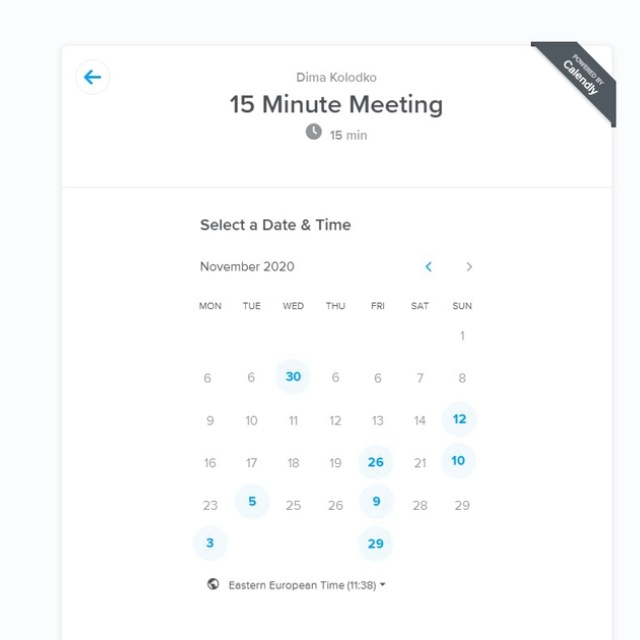 POWERED BY
Calendly
Dima Kolodko
15 Minute Meeting
15 min
Select a Date & Time
November 2020
MON TUE WED THU FRI SAT SUN
1
6 6 30 6 6 7 8
9 10 11 12 13 14 12
16 17 18 19 26 21 10
23 5 25 26 9 28 29
3 29
Eastern European Time (11:38)